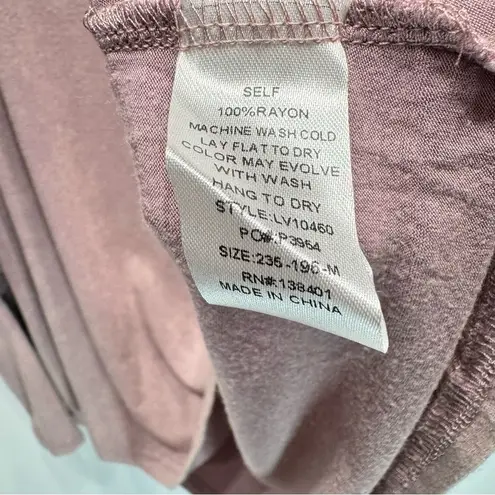 SELF
100%RAYON
MACHINE WASH COLD
LAY FLAT TO DRY
COLOR MAY EVOLVE
WITH WASH
HANG TO DRY
STYLE:LV10460
PO#:P3954
SIZE:236-196-M
RN#:138401
MADE IN CHINA